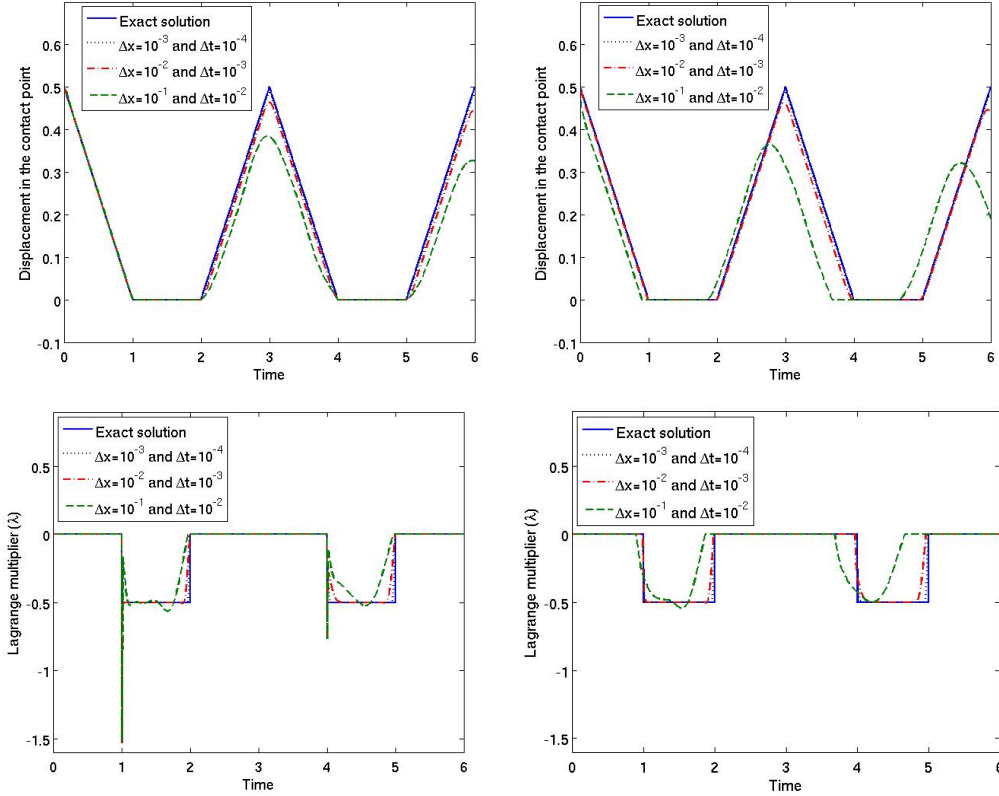 Exact solution
Δx=10⁻³ and Δt=10⁻⁴
Δx=10⁻² and Δt=10⁻³
Δx=10⁻¹ and Δt=10⁻²
0.6
0.5
0.4
0.3
0.2
0.1
0
-0.1
0 1 2 3 4 5 6
Displacement in the contact point
Time
Exact solution
Δx=10⁻³ and Δt=10⁻⁴
Δx=10⁻² and Δt=10⁻³
Δx=10⁻¹ and Δt=10⁻²
0.6
0.5
0.4
0.3
0.2
0.1
0
-0.1
0 1 2 3 4 5 6
Displacement in the contact point
Time
Exact solution
Δx=10⁻³ and Δt=10⁻⁴
Δx=10⁻² and Δt=10⁻³
Δx=10⁻¹ and Δt=10⁻²
0.5
0
-0.5
-1
-1.5
0 1 2 3 4 5 6
Lagrange multiplier (λ)
Time
Exact solution
Δx=10⁻³ and Δt=10⁻⁴
Δx=10⁻² and Δt=10⁻³
Δx=10⁻¹ and Δt=10⁻²
0.5
0
-0.5
-1
-1.5
0 1 2 3 4 5 6
Lagrange multiplier (λ)
Time